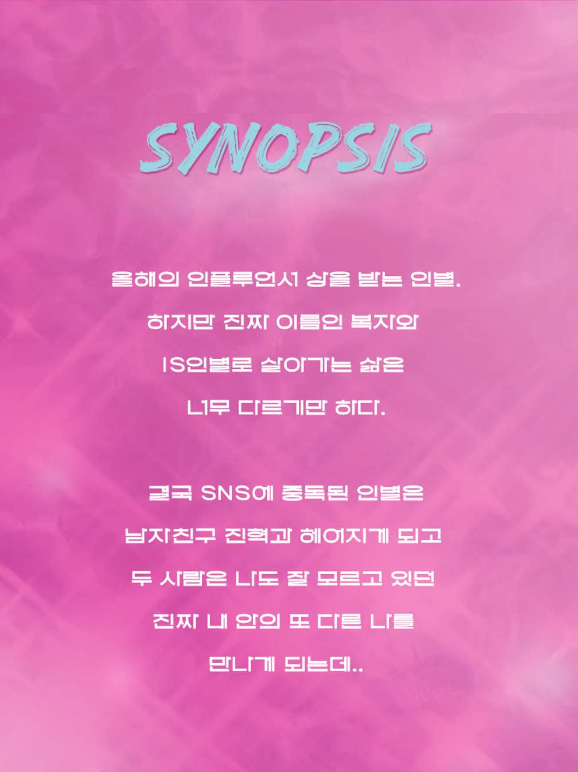 SYNOPSIS
올해의 인플루언서 상을 받는 인별.
하지만 진짜 이름인 복자와
IS인별로 살아가는 삶은
너무 다르기만 하다.
결국 SNS에 중독된 인별은
남자친구 진혁과 헤어지게 되고
두 사람은 나도 잘 모르고 있던
진짜 내 안의 또 다른 나를
만나게 되는데..